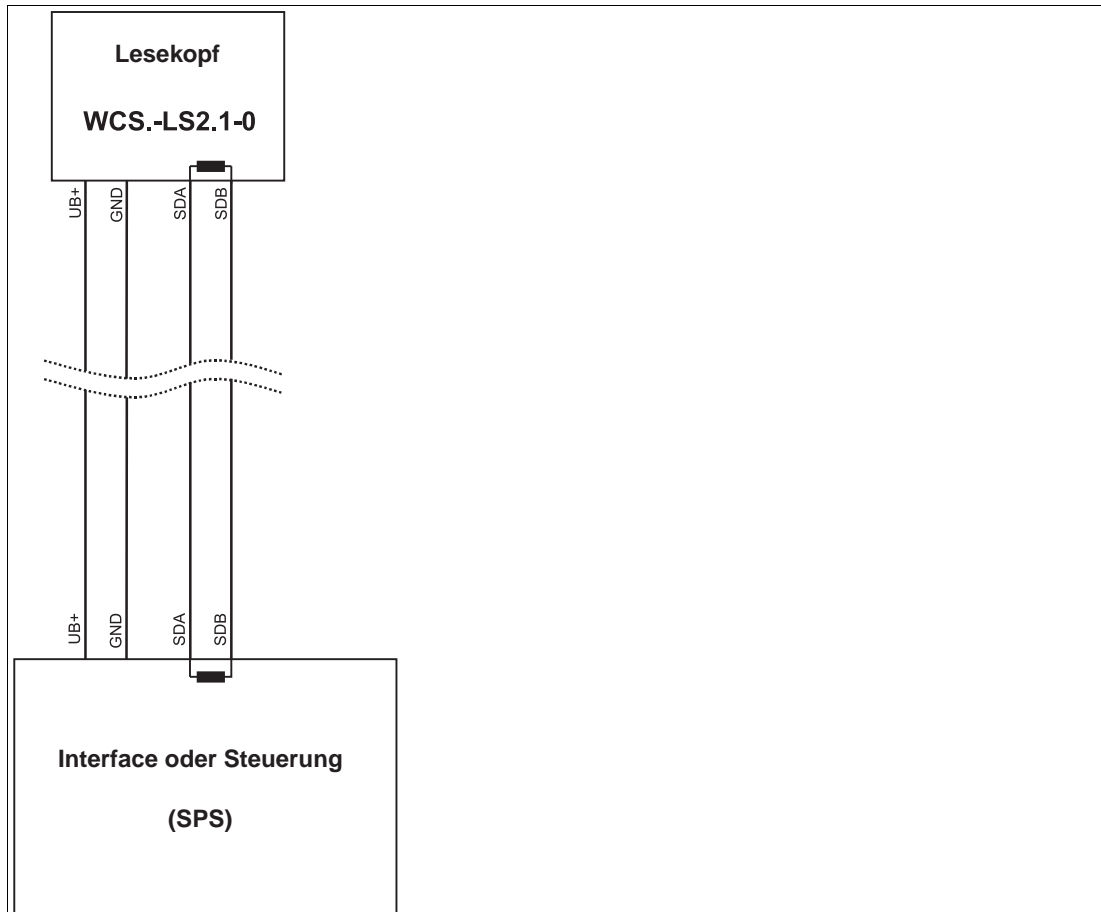 Lesekopf
WCS.-LS2.1-0
UB+
GND
SDA
SDB
UB+
GND
SDA
SDB
Interface oder Steuerung
(SPS)